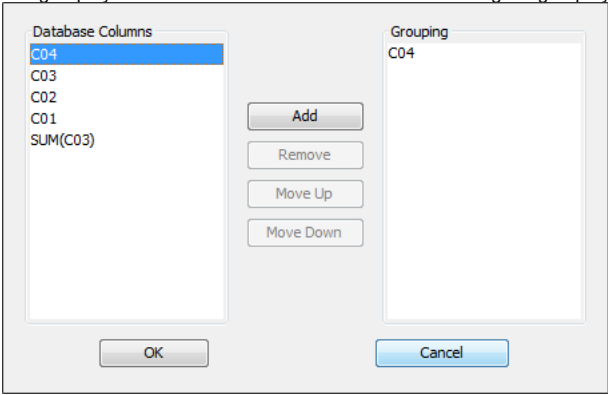 Database Columns
C04
C03
C02
C01
SUM(C03)
Add
Remove
Move Up
Move Down
Grouping
C04
OK
Cancel